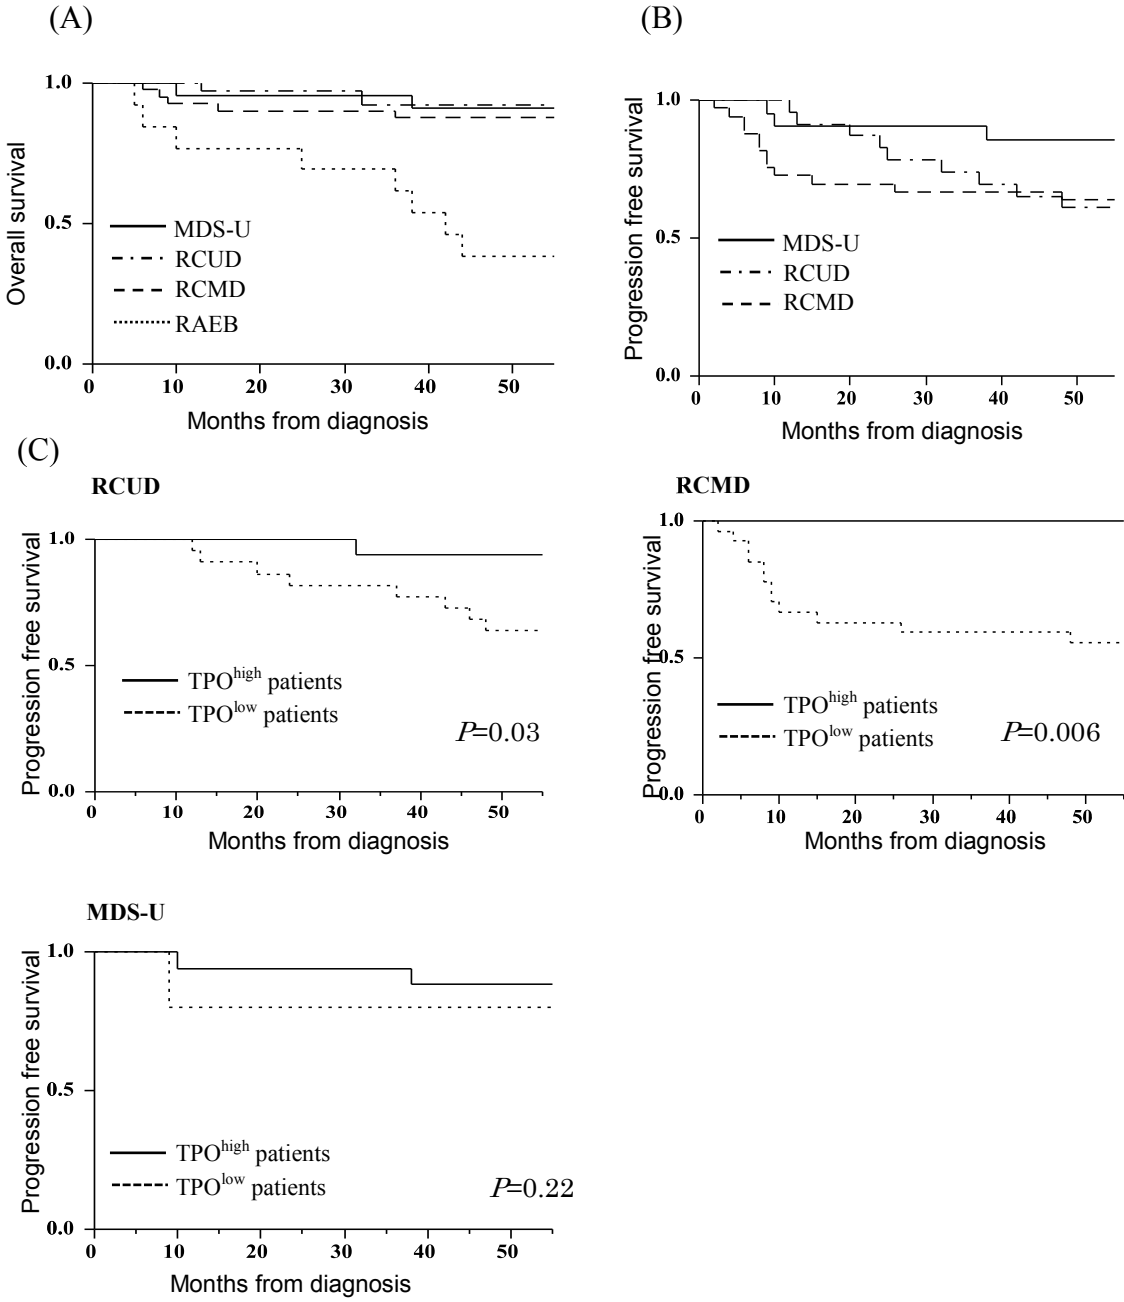 (A)
Overall survival
1.0
0.5
0.0
MDS-U
RCUD
RCMD
RAEB
0 10 20 30 40 50
Months from diagnosis
(B)
Progression free survival
1.0
0.5
0.0
MDS-U
RCUD
RCMD
0 10 20 30 40 50
Months from diagnosis
(C)
RCUD
Progression free survival
1.0
0.5
0.0
TPOhigh patients
TPOlow patients
P=0.03
0 10 20 30 40 50
Months from diagnosis
RCMD
Progression free survival
1.0
0.5
0.0
TPOhigh patients
TPOlow patients
P=0.006
0 10 20 30 40 50
Months from diagnosis
MDS-U
Progression free survival
1.0
0.5
0.0
TPOhigh patients
TPOlow patients
P=0.22
0 10 20 30 40 50
Months from diagnosis